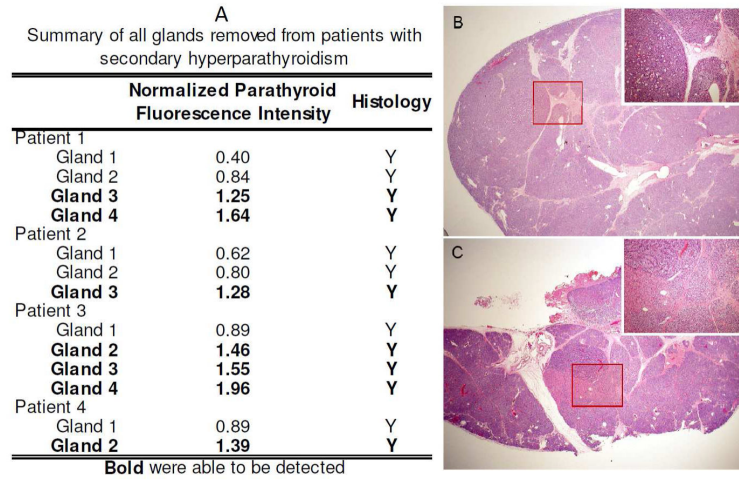 A
Summary of all glands removed from patients with
secondary hyperparathyroidism
Normalized Parathyroid
Fluorescence Intensity Histology
Patient 1
Gland 1 0.40 Y
Gland 2 0.84 Y
Gland 3 1.25 Y
Gland 4 1.64 Y
Patient 2
Gland 1 0.62 Y
Gland 2 0.80 Y
Gland 3 1.28 Y
Patient 3
Gland 1 0.89 Y
Gland 2 1.46 Y
Gland 3 1.55 Y
Gland 4 1.96 Y
Patient 4
Gland 1 0.89 Y
Gland 2 1.39 Y
Bold were able to be detected
B
C